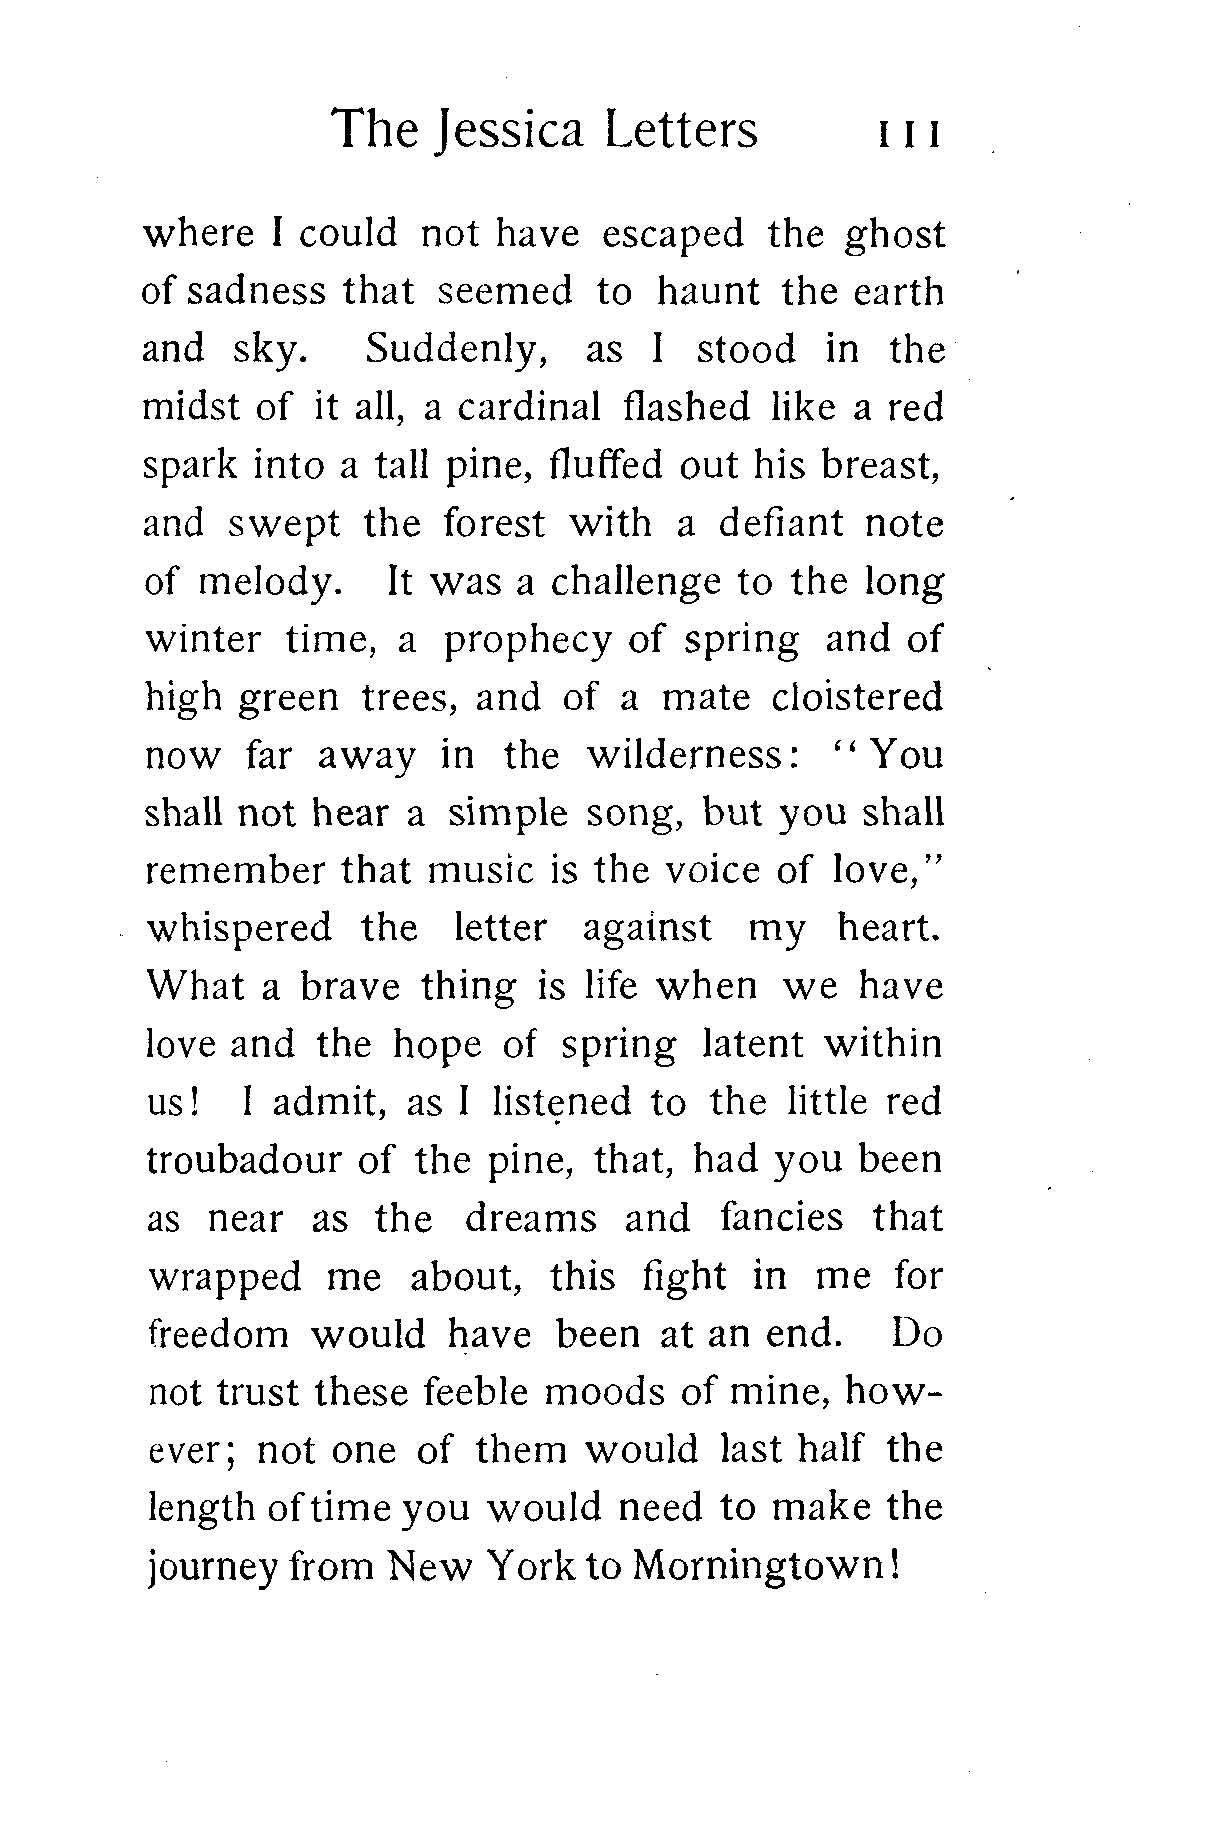 The Jessica Letters 111
where I could not have escaped the ghost
of sadness that seemed to haunt the earth
and sky. Suddenly, as I stood in the
midst of it all, a cardinal flashed like a red
spark into a tall pine, fluffed out his breast,
and swept the forest with a defiant note
of melody. It was a challenge to the long
winter time, a prophecy of spring and of
high green trees, and of a mate cloistered
now far away in the wilderness: “You
shall not hear a simple song, but you shall
remember that music is the voice of love,”
whispered the letter against my heart.
What a brave thing is life when we have
love and the hope of spring latent within
us! I admit, as I listened to the little red
troubadour of the pine, that, had you been
as near as the dreams and fancies that
wrapped me about, this fight in me for
freedom would have been at an end. Do
not trust these feeble moods of mine, how-
ever; not one of them would last half the
length of time you would need to make the
journey from New York to Morningtown!